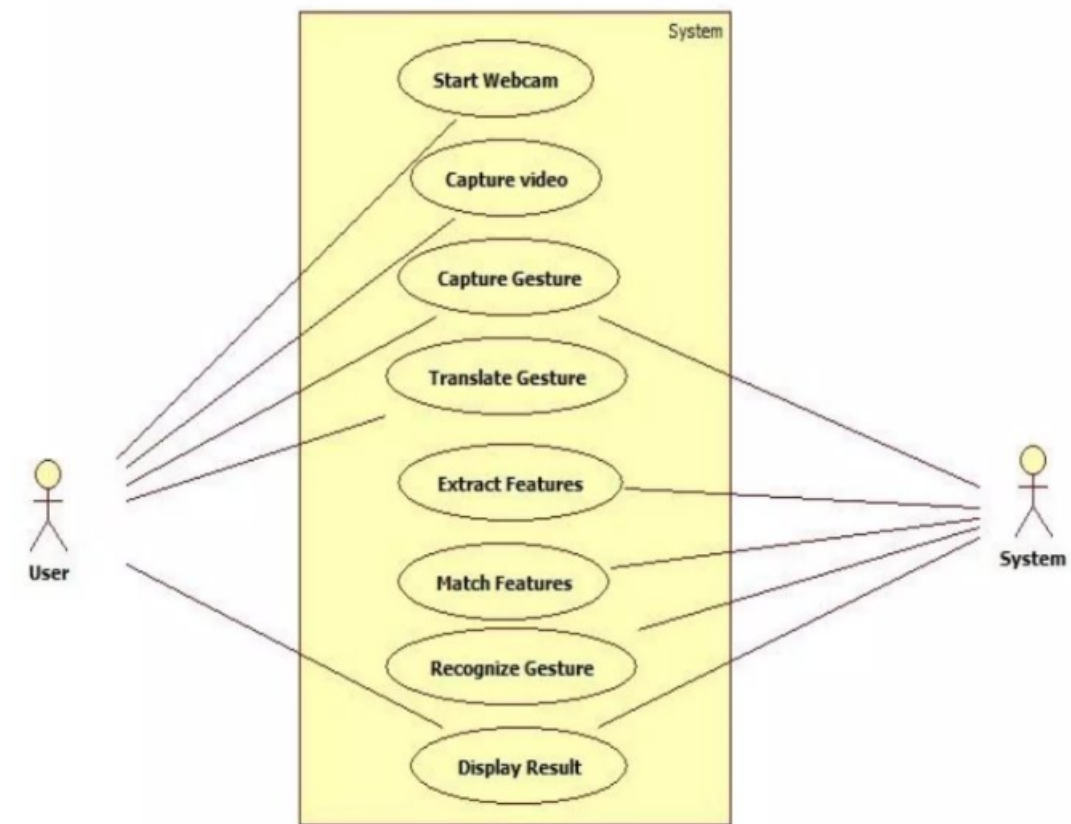 System
Start Webcam
Capture video
Capture Gesture
Translate Gesture
Extract Features
Match Features
Recognize Gesture
Display Result
User
System